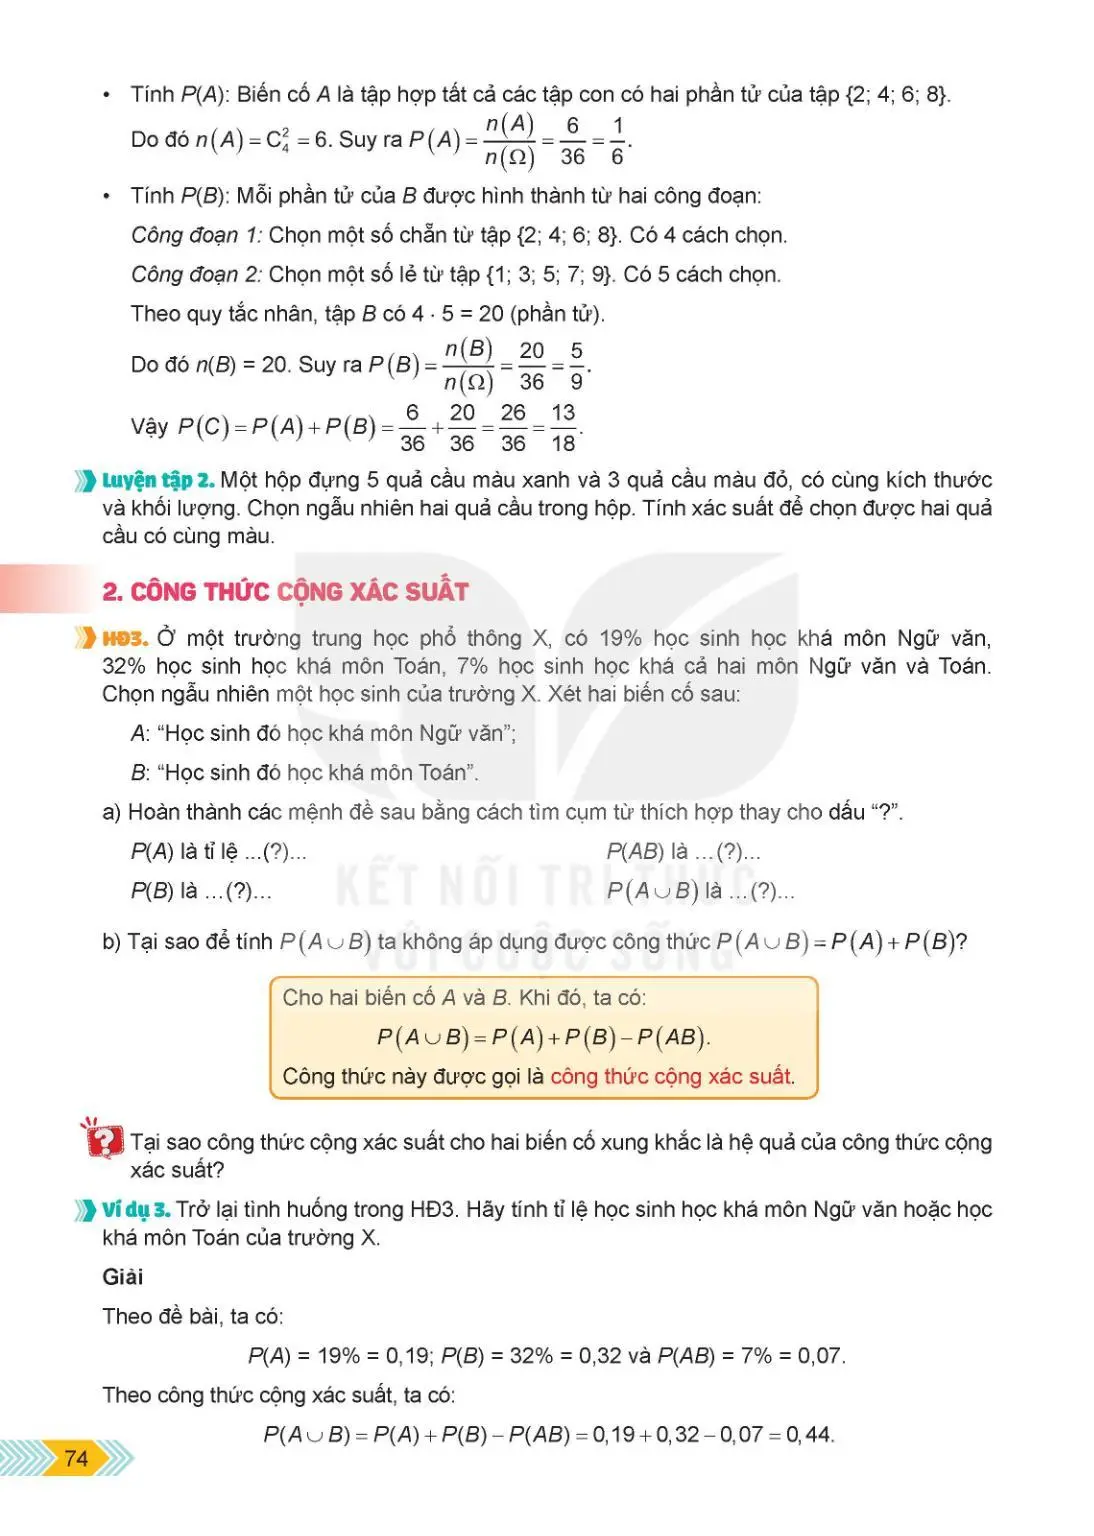 • Tính P(A): Biến cố A là tập hợp tất cả các tập con có hai phần tử của tập {2; 4; 6; 8}.
Do đó n(A) = C₄² = 6. Suy ra P(A) = n(A)/n(Ω) = 6/36 = 1/6.
• Tính P(B): Mỗi phần tử của B được hình thành từ hai công đoạn:
Công đoạn 1: Chọn một số chẵn từ tập {2; 4; 6; 8}. Có 4 cách chọn.
Công đoạn 2: Chọn một số lẻ từ tập {1; 3; 5; 7; 9}. Có 5 cách chọn.
Theo quy tắc nhân, tập B có 4 · 5 = 20 (phần tử).
Do đó n(B) = 20. Suy ra P(B) = n(B)/n(Ω) = 20/36 = 5/9.
Vậy P(C) = P(A) + P(B) = 6/36 + 20/36 = 26/36 = 13/18.
Luyện tập 2. Một hộp đựng 5 quả cầu màu xanh và 3 quả cầu màu đỏ, có cùng kích thước
và khối lượng. Chọn ngẫu nhiên hai quả cầu trong hộp. Tính xác suất để chọn được hai quả
cầu có cùng màu.
2. CÔNG THỨC CỘNG XÁC SUẤT
HĐ3. Ở một trường trung học phổ thông X, có 19% học sinh học khá môn Ngữ văn,
32% học sinh học khá môn Toán, 7% học sinh học khá cả hai môn Ngữ văn và Toán.
Chọn ngẫu nhiên một học sinh của trường X. Xét hai biến cố sau:
A: “Học sinh đó học khá môn Ngữ văn”;
B: “Học sinh đó học khá môn Toán”.
a) Hoàn thành các mệnh đề sau bằng cách tìm cụm từ thích hợp thay cho dấu “?”.
P(A) là tỉ lệ ...(?)... P(AB) là ...(?)...
P(B) là ...(?)... P(A ∪ B) là ...(?)...
KẾT NỐI TRI THỨC
VỚI CUỘC SỐNG
b) Tại sao để tính P(A ∪ B) ta không áp dụng được công thức P(A ∪ B) = P(A) + P(B)?
Cho hai biến cố A và B. Khi đó, ta có:
P(A ∪ B) = P(A) + P(B) – P(AB).
Công thức này được gọi là công thức cộng xác suất.
? Tại sao công thức cộng xác suất cho hai biến cố xung khắc là hệ quả của công thức cộng
xác suất?
Ví dụ 3. Trở lại tình huống trong HĐ3. Hãy tính tỉ lệ học sinh học khá môn Ngữ văn hoặc học
khá môn Toán của trường X.
Giải
Theo đề bài, ta có:
P(A) = 19% = 0,19; P(B) = 32% = 0,32 và P(AB) = 7% = 0,07.
Theo công thức cộng xác suất, ta có:
P(A ∪ B) = P(A) + P(B) – P(AB) = 0,19 + 0,32 – 0,07 = 0,44.
74